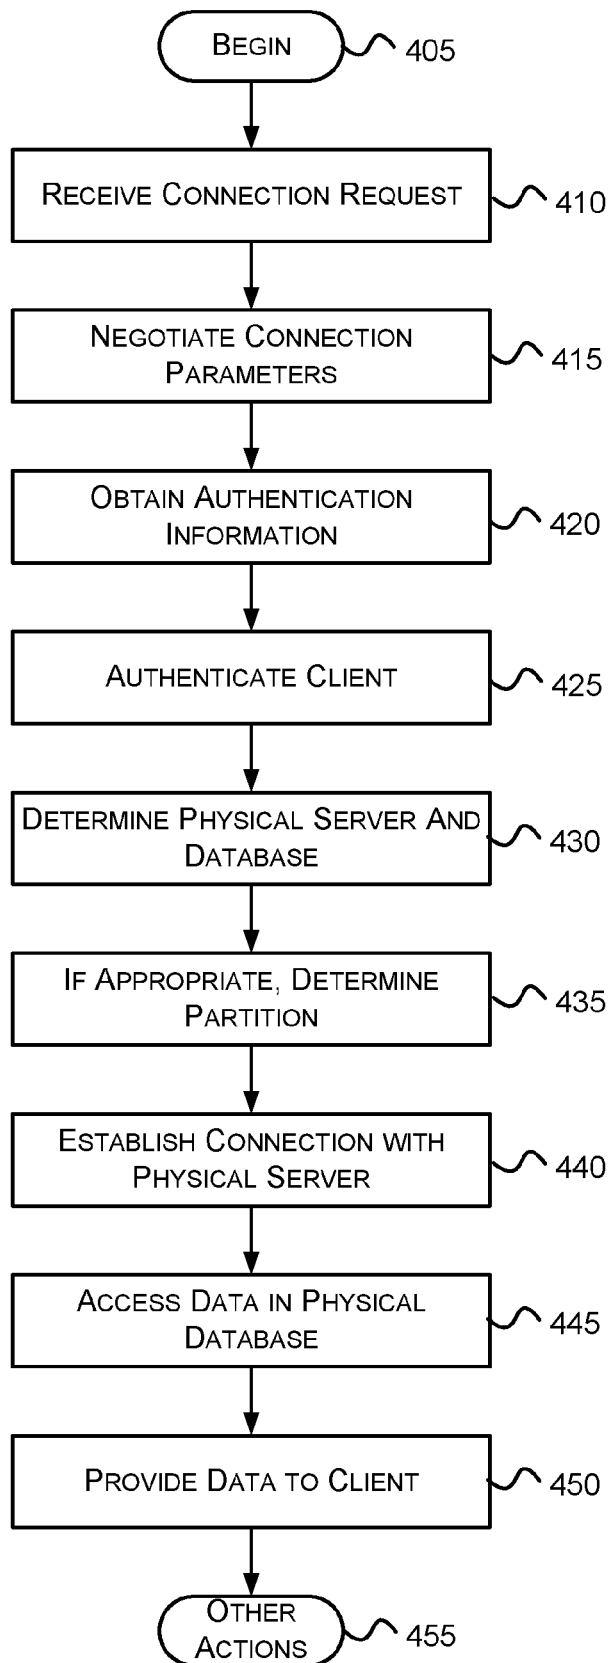 BEGIN
405
RECEIVE CONNECTION REQUEST
410
NEGOTIATE CONNECTION
PARAMETERS
415
OBTAIN AUTHENTICATION
INFORMATION
420
AUTHENTICATE CLIENT
425
DETERMINE PHYSICAL SERVER AND
DATABASE
430
IF APPROPRIATE, DETERMINE
PARTITION
435
ESTABLISH CONNECTION WITH
PHYSICAL SERVER
440
ACCESS DATA IN PHYSICAL
DATABASE
445
PROVIDE DATA TO CLIENT
450
OTHER
ACTIONS
455